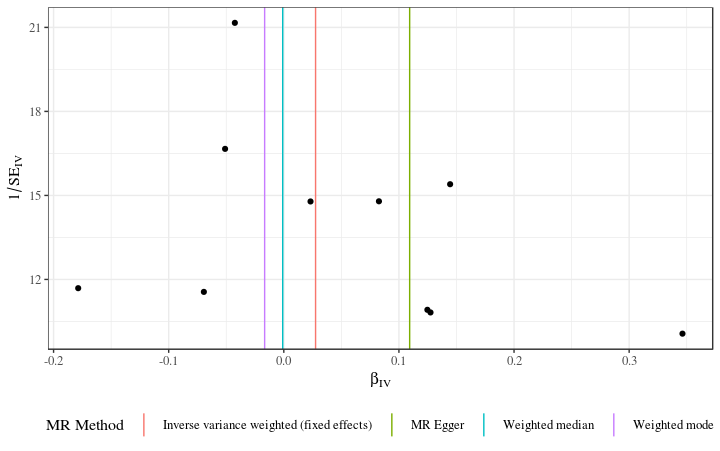 21
18
15
12
1/SE_IV
-0.2 -0.1 0.0 0.1 0.2 0.3
β_IV
MR Method Inverse variance weighted (fixed effects) MR Egger Weighted median Weighted mode